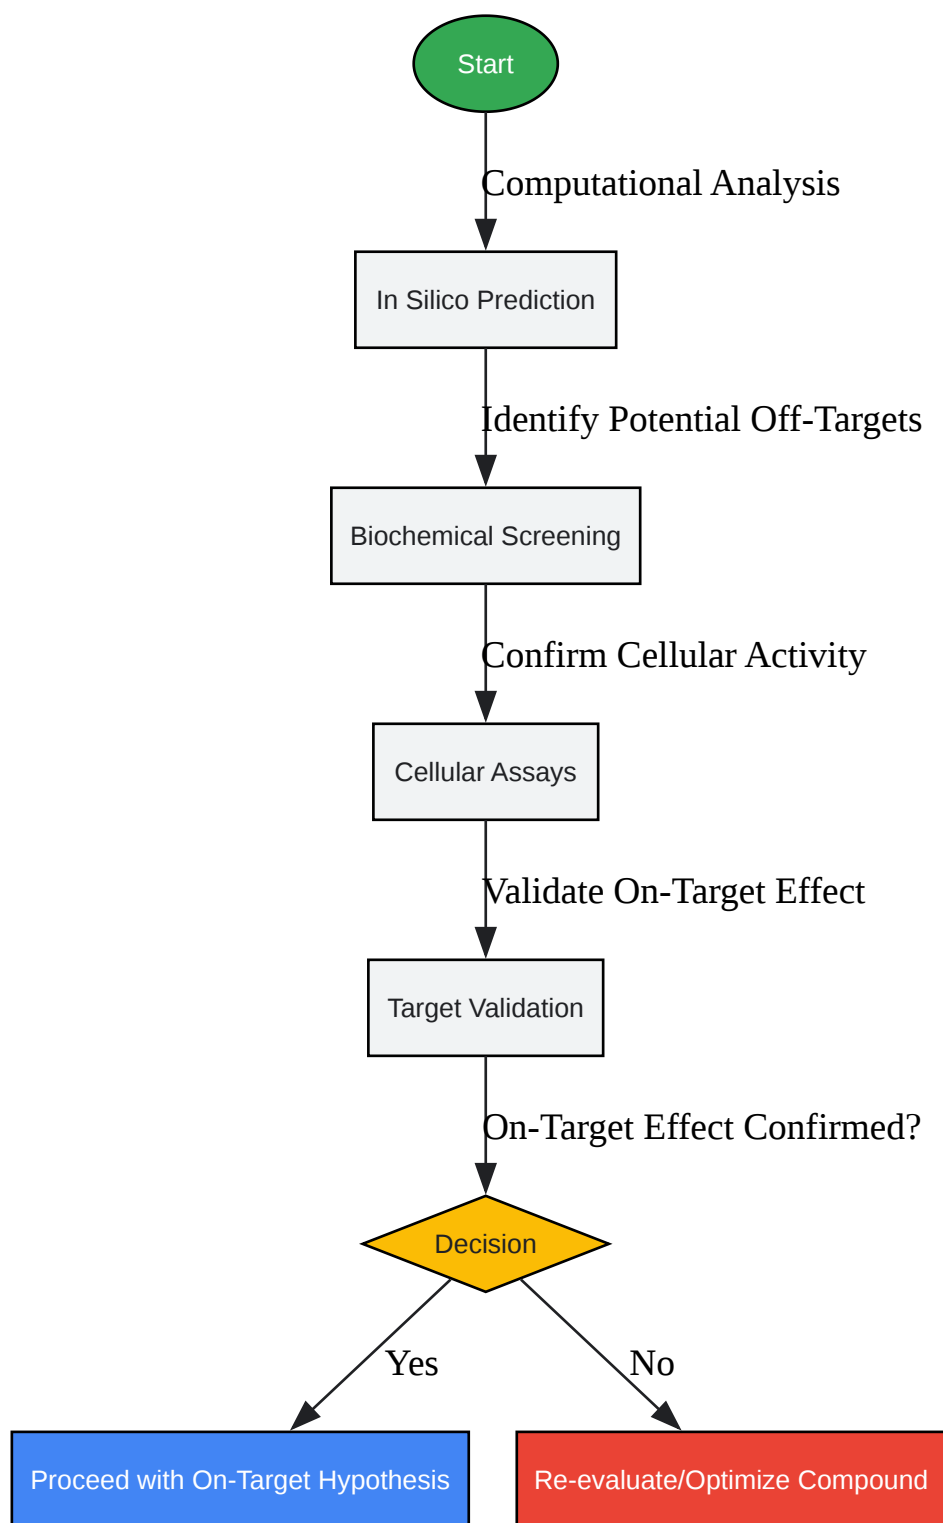 Start
Computational Analysis
In Silico Prediction
Identify Potential Off-Targets
Biochemical Screening
Confirm Cellular Activity
Cellular Assays
Validate On-Target Effect
Target Validation
On-Target Effect Confirmed?
Decision
Yes
No
Proceed with On-Target Hypothesis
Re-evaluate/Optimize Compound